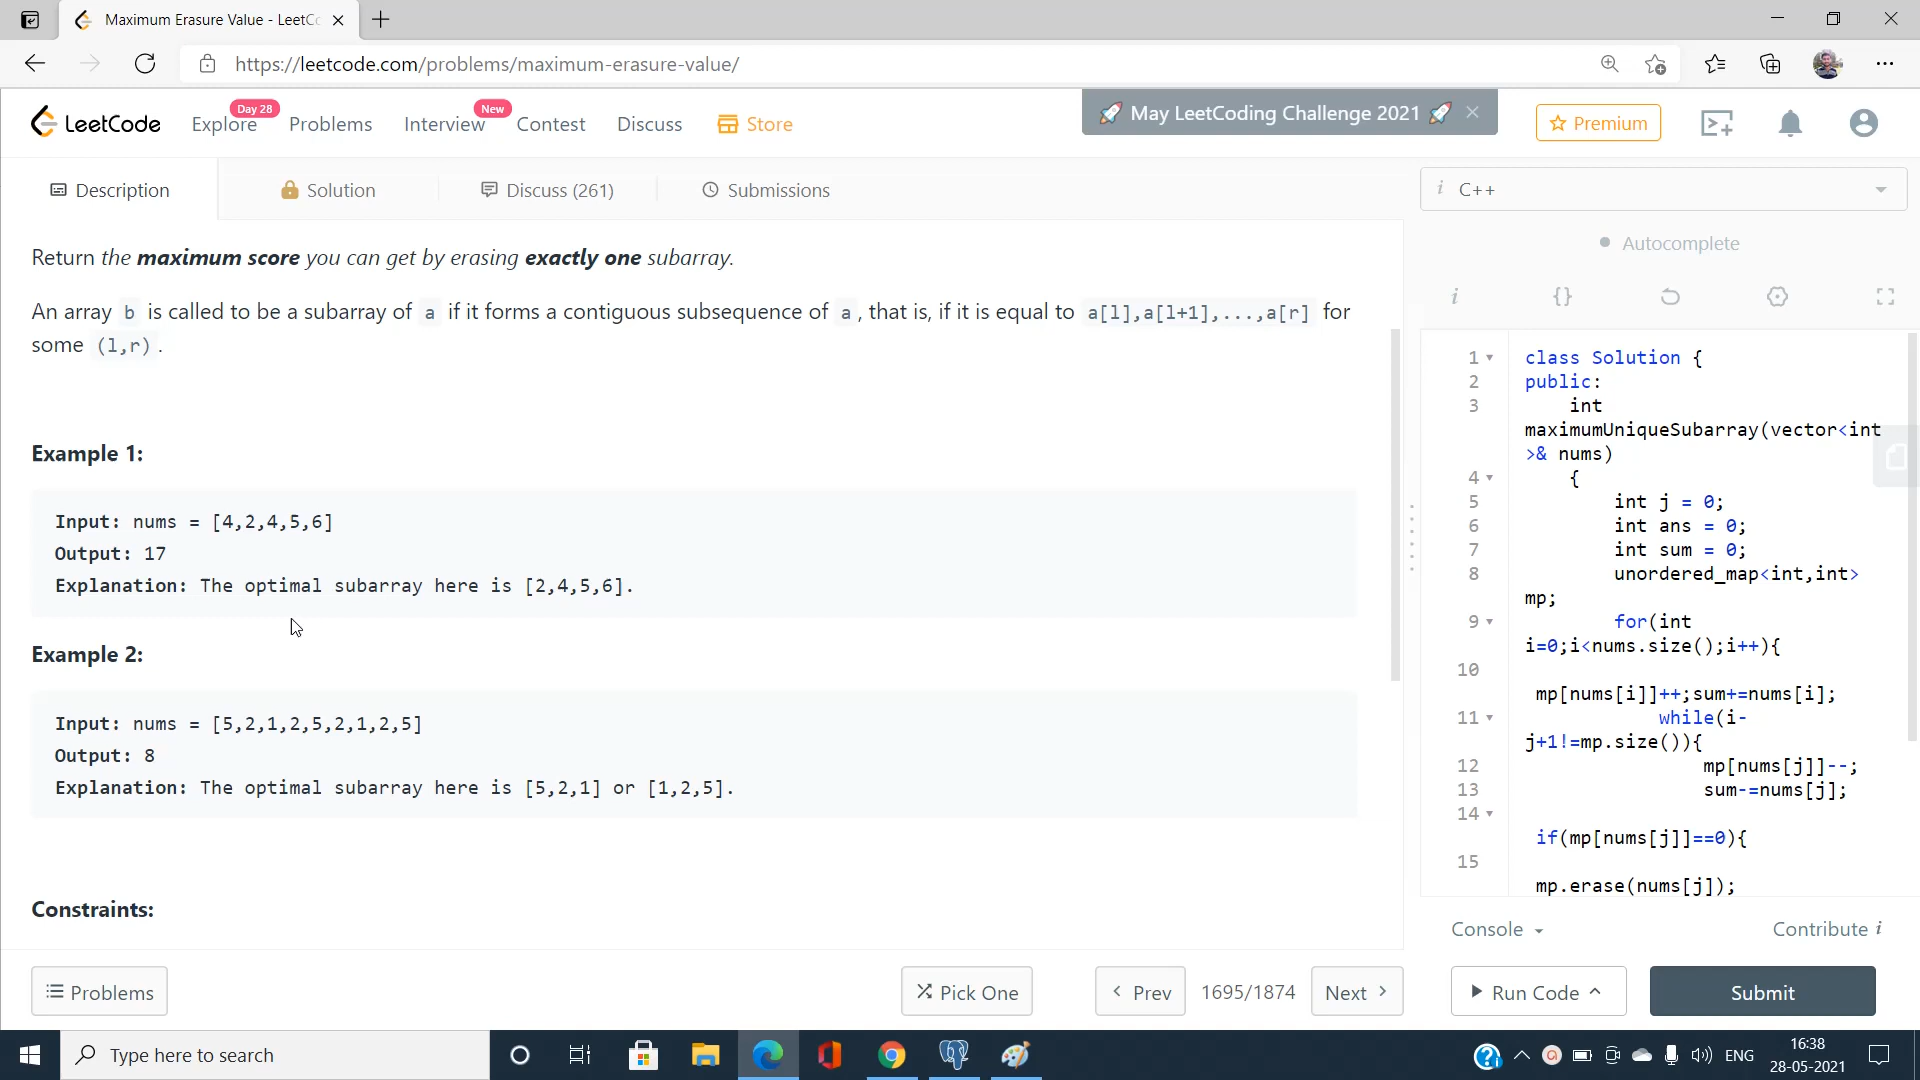 Maximum Erasure Value - LeetCo
https://leetcode.com/problems/maximum-erasure-value/
LeetCode
Explore
Day 28
Problems
Interview
New
Contest
Discuss
Store
🚀 May LeetCoding Challenge 2021 🚀
Premium
Description
Solution
Discuss (261)
Submissions
i C++
Autocomplete
Return the maximum score you can get by erasing exactly one subarray.
An array b is called to be a subarray of a if it forms a contiguous subsequence of a, that is, if it is equal to a[l],a[l+1],...,a[r] for
some (l,r).
Example 1:
Input: nums = [4,2,4,5,6]
Output: 17
Explanation: The optimal subarray here is [2,4,5,6].
Example 2:
Input: nums = [5,2,1,2,5,2,1,2,5]
Output: 8
Explanation: The optimal subarray here is [5,2,1] or [1,2,5].
Constraints:
i {}
1 class Solution {
2 public:
3 int
maximumUniqueSubarray(vector<int
>& nums)
4 {
5 int j = 0;
6 int ans = 0;
7 int sum = 0;
8 unordered_map<int,int>
mp;
9 for(int
i=0;i<nums.size();i++){
10
mp[nums[i]]++;sum+=nums[i];
11 while(i-
j+1!=mp.size()){
12 mp[nums[j]]--;
13 sum-=nums[j];
14
if(mp[nums[j]]==0){
15
mp.erase(nums[j]);
Console
Contribute i
Problems
Pick One
Prev
1695/1874
Next
Run Code
Submit
Type here to search
ENG
16:38
28-05-2021